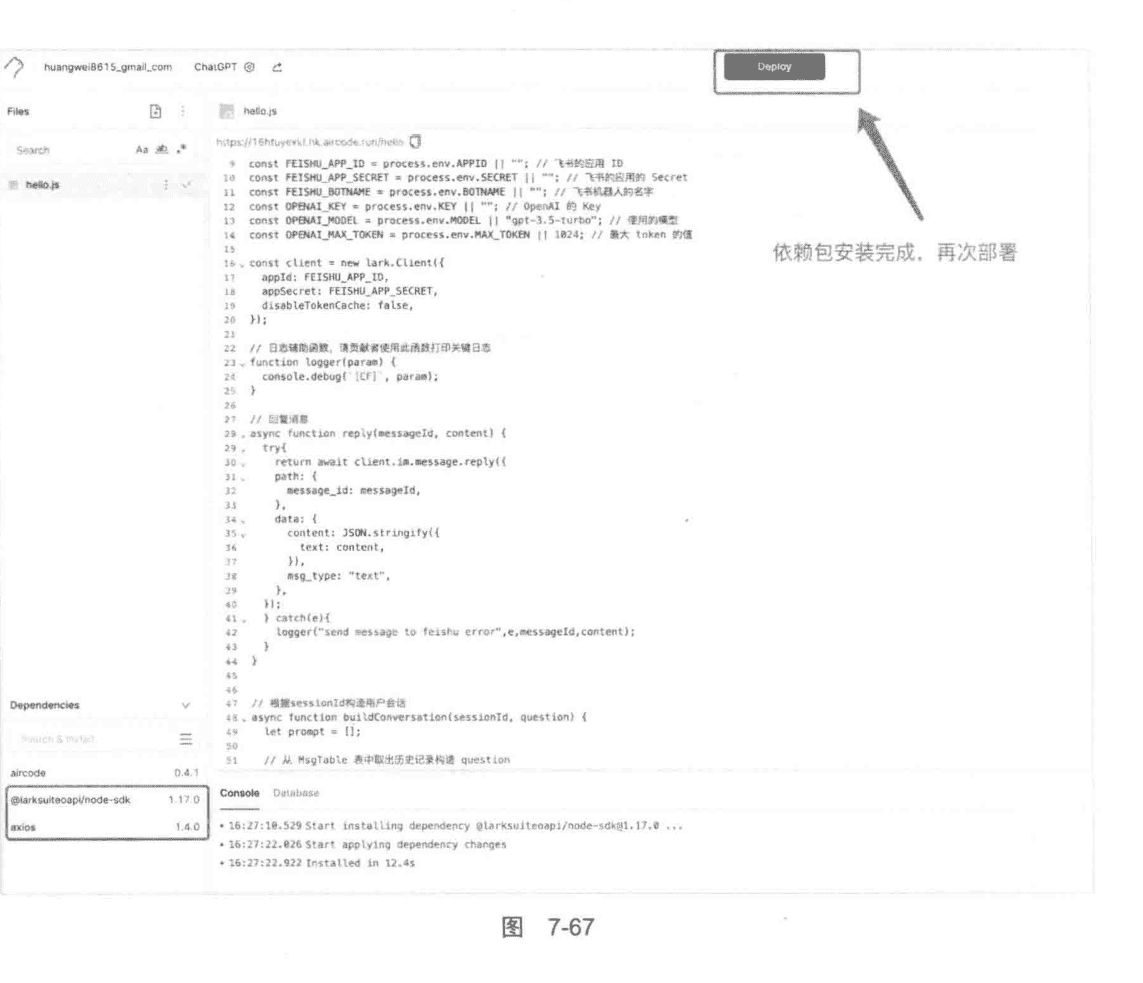 huangwei8615_gmail_com ChatGPT
Deploy
Files
hello.js
Search Aa ab .*
hello.js
9 const FEISHU_APP_ID = process.env.APPID || ""; // 飞书的应用 ID
10 const FEISHU_APP_SECRET = process.env.SECRET || ""; // 飞书的应用的 Secret
11 const FEISHU_BOTNAME = process.env.BOTNAME || ""; // 飞书机器人的名字
12 const OPENAI_KEY = process.env.KEY || ""; // OpenAI 的 Key
13 const OPENAI_MODEL = process.env.MODEL || "gpt-3.5-turbo"; // 使用的模型
14 const OPENAI_MAX_TOKEN = process.env.MAX_TOKEN || 1024; // 最大 token 的值
依赖包安装完成，再次部署
15
16 const client = new lark.Client({
17 appId: FEISHU_APP_ID,
18 appSecret: FEISHU_APP_SECRET,
19 disableTokenCache: false,
20 });
21
22 // 日志辅助函数，请贡献者使用此函数打印关键日志
23 function logger(param) {
24 console.debug(`[CF]`, param);
25 }
26
27 // 回复消息
28 async function reply(messageId, content) {
29 try{
30 return await client.im.message.reply({
31 path: {
32 message_id: messageId,
33 },
34 data: {
35 content: JSON.stringify({
36 text: content,
37 }),
38 msg_type: "text",
39 },
40 });
41 } catch(e){
42 logger("send message to feishu error",e,messageId,content);
43 }
44 }
45
46
47 // 根据sessionId构造用户会话
48 async function buildConversation(sessionId, question) {
49 let prompt = [];
50
51 // 从 MsgTable 表中取出历史记录构造 question
Dependencies
Search & Install
aircode 0.4.1
@larksuiteoapi/node-sdk 1.17.0
axios 1.4.0
Console Database
• 16:27:10.529 Start installing dependency @larksuiteoapi/node-sdk@1.17.0 ...
• 16:27:22.026 Start applying dependency changes
• 16:27:22.922 Installed in 12.4s
图 7-67